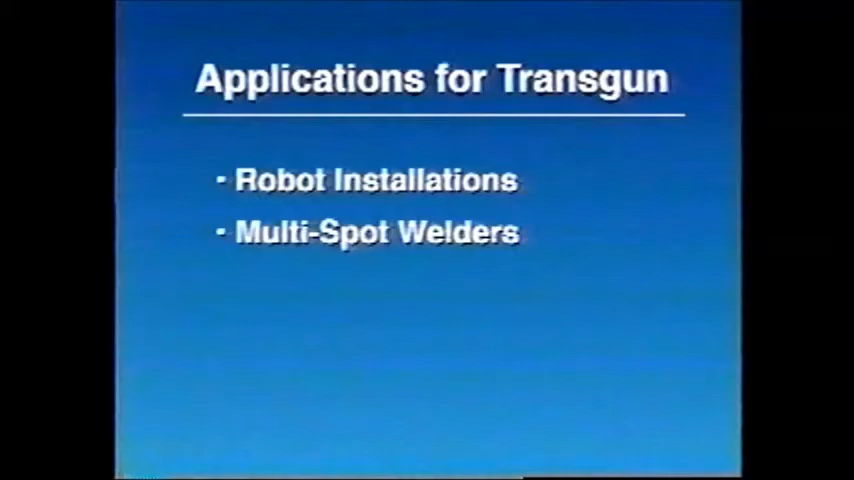 Applications for Transgun
- Robot Installations
- Multi-Spot Welders